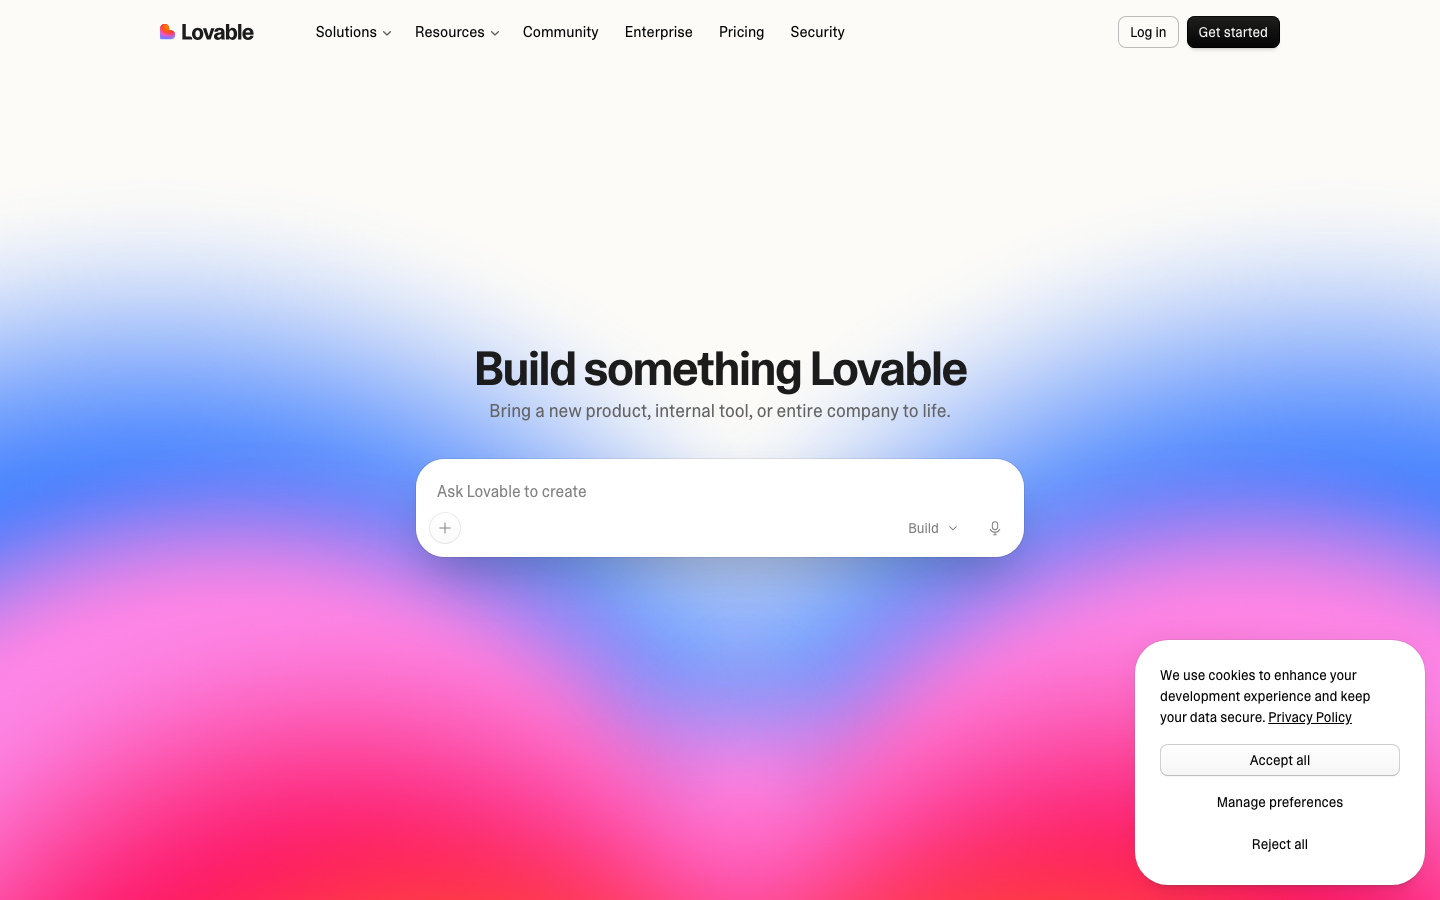 Lovable
Solutions
Resources
Community
Enterprise
Pricing
Security
Log in
Get started
Build something Lovable
Bring a new product, internal tool, or entire company to life.
Ask Lovable to create
Build
We use cookies to enhance your
development experience and keep
your data secure. Privacy Policy
Accept all
Manage preferences
Reject all